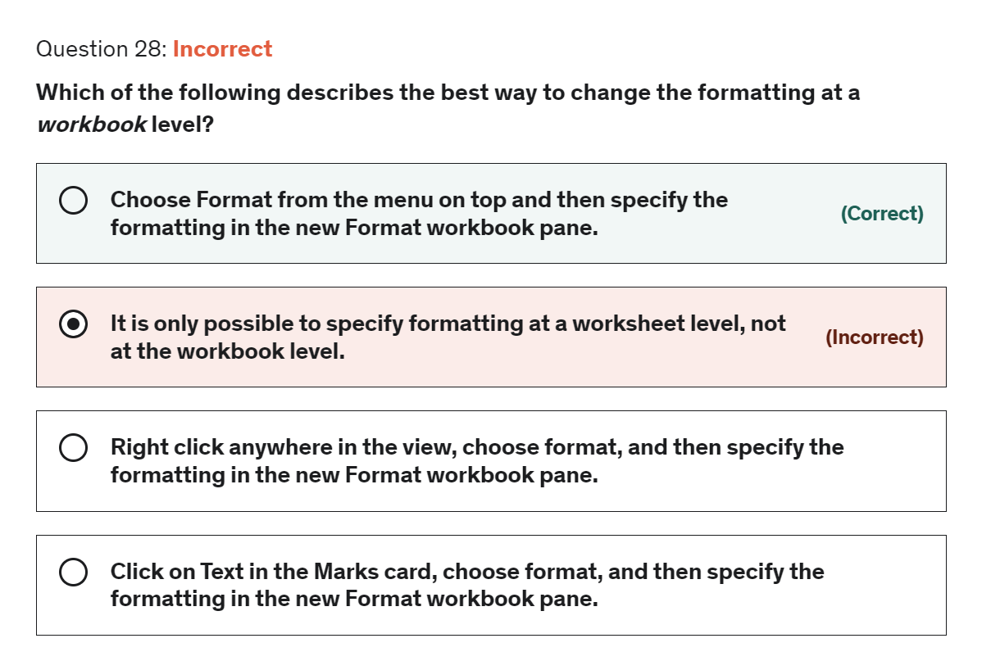 Question 28: Incorrect
Which of the following describes the best way to change the formatting at a
workbook level?
Choose Format from the menu on top and then specify the
formatting in the new Format workbook pane.
(Correct)
It is only possible to specify formatting at a worksheet level, not
at the workbook level.
(Incorrect)
Right click anywhere in the view, choose format, and then specify the
formatting in the new Format workbook pane.
Click on Text in the Marks card, choose format, and then specify the
formatting in the new Format workbook pane.